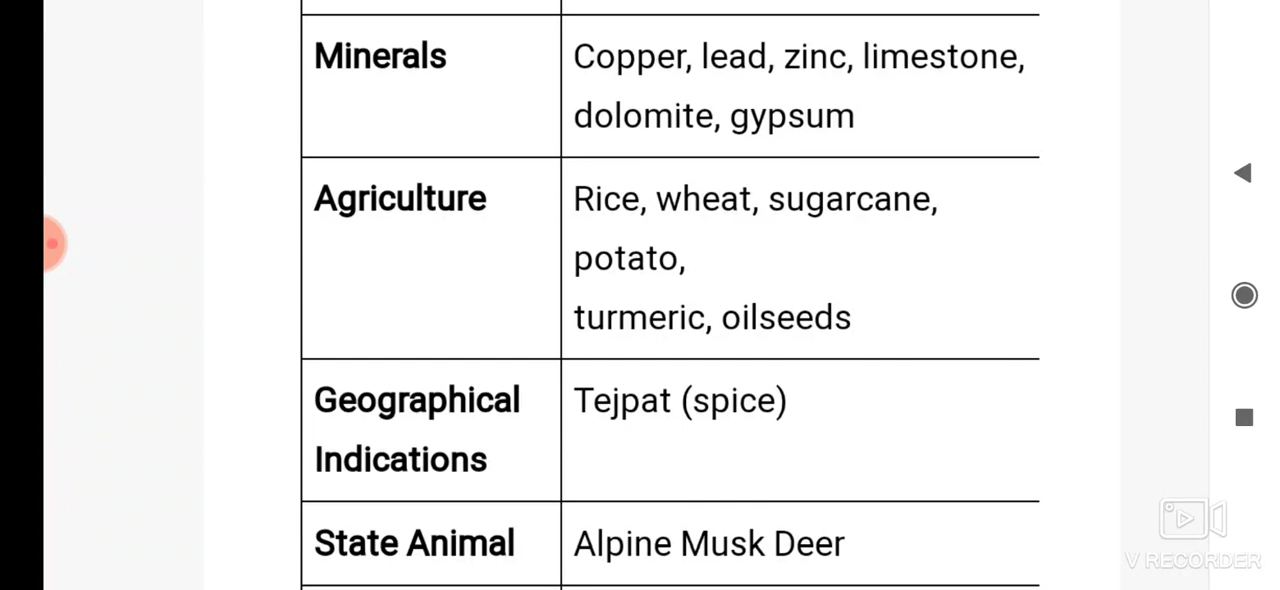 Minerals
Copper, lead, zinc, limestone,
dolomite, gypsum
Agriculture
Rice, wheat, sugarcane,
potato,
turmeric, oilseeds
Geographical
Indications
Tejpat (spice)
State Animal
Alpine Musk Deer
V RECORDER